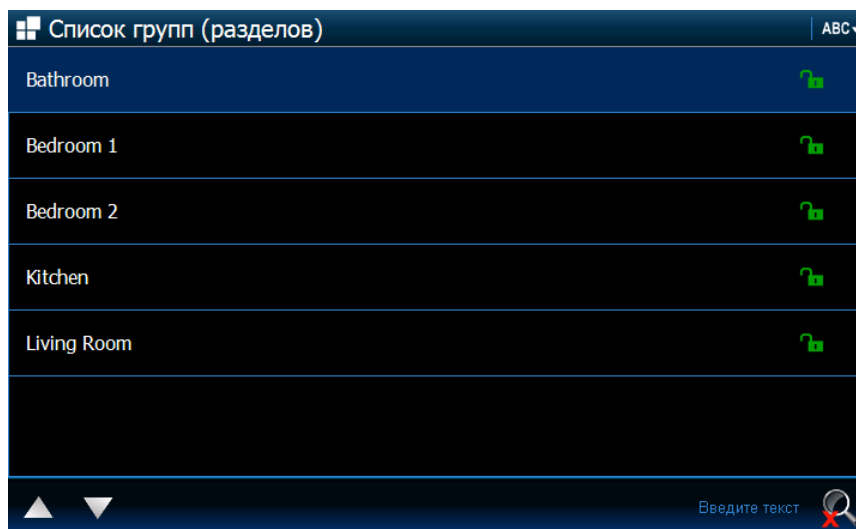 Список групп (разделов)
ABC
Bathroom
Bedroom 1
Bedroom 2
Kitchen
Living Room
Введите текст